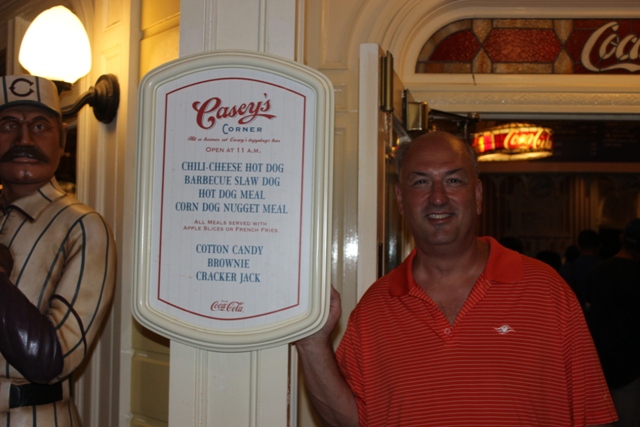 Casey's
CORNER
OPEN AT 11 A.M.
CHILI-CHEESE HOT DOG
BARBECUE SLAW DOG
HOT DOG MEAL
CORN DOG NUGGET MEAL
ALL MEALS SERVED WITH
APPLE SLICES OR FRENCH FRIES
COTTON CANDY
BROWNIE
CRACKER JACK
Coca-Cola
C
Coca
Coca-Cola